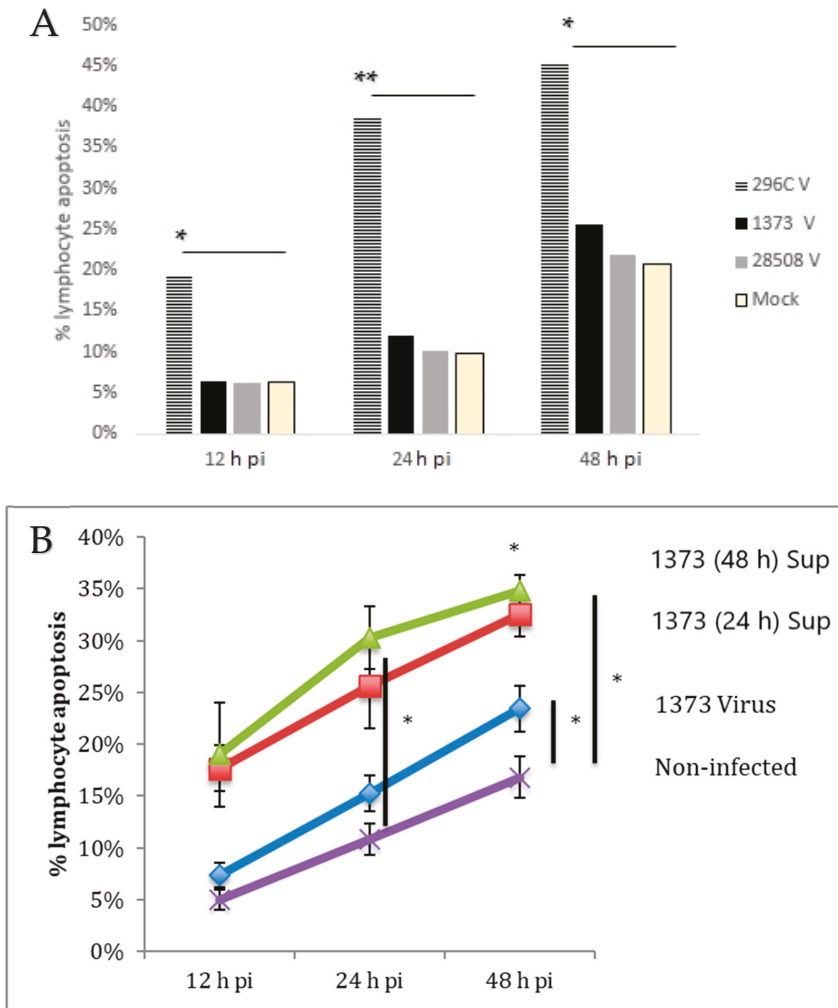 A
% lymphocyte apoptosis
50%
45%
40%
35%
30%
25%
20%
15%
10%
5%
0%
*
**
*
12 h pi
24 h pi
48 h pi
296C V
1373 V
28508 V
Mock
B
% lymphocyte apoptosis
40%
35%
30%
25%
20%
15%
10%
5%
0%
*
*
*
*
12 h pi
24 h pi
48 h pi
1373 (48 h) Sup
1373 (24 h) Sup
1373 Virus
Non-infected